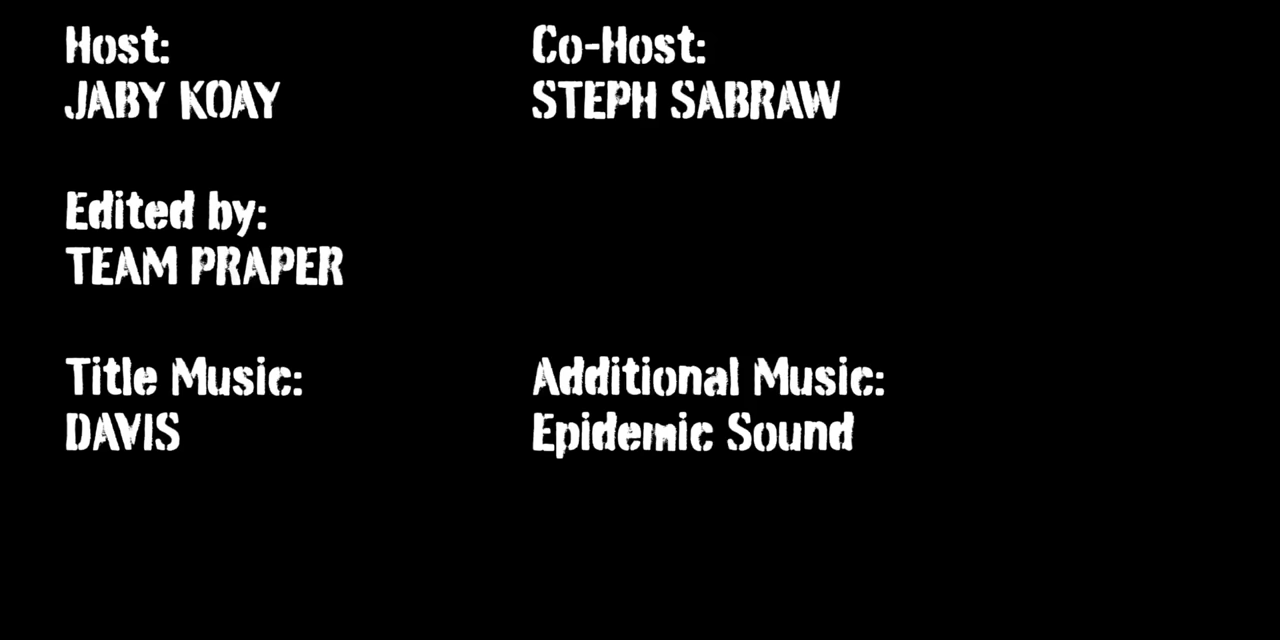 Host:
JABY KOAY
Co-Host:
STEPH SABRAW
Edited by:
TEAM PRAPER
Title Music:
DAVIS
Additional Music:
Epidemic Sound